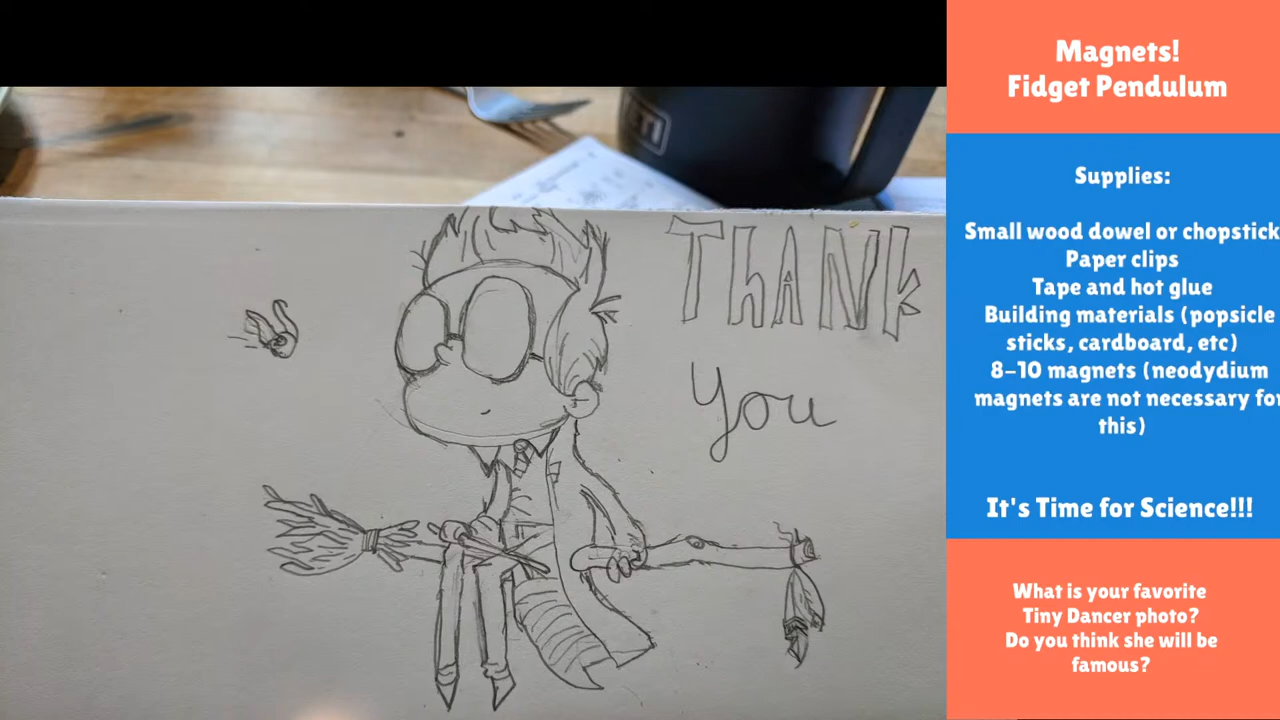 Magnets!
Fidget Pendulum
Supplies:
Small wood dowel or chopstick
Paper clips
Tape and hot glue
Building materials (popsicle
sticks, cardboard, etc)
8-10 magnets (neodydium
magnets are not necessary for
this)
It's Time for Science!!!
What is your favorite
Tiny Dancer photo?
Do you think she will be
famous?
YETI
THANK
you